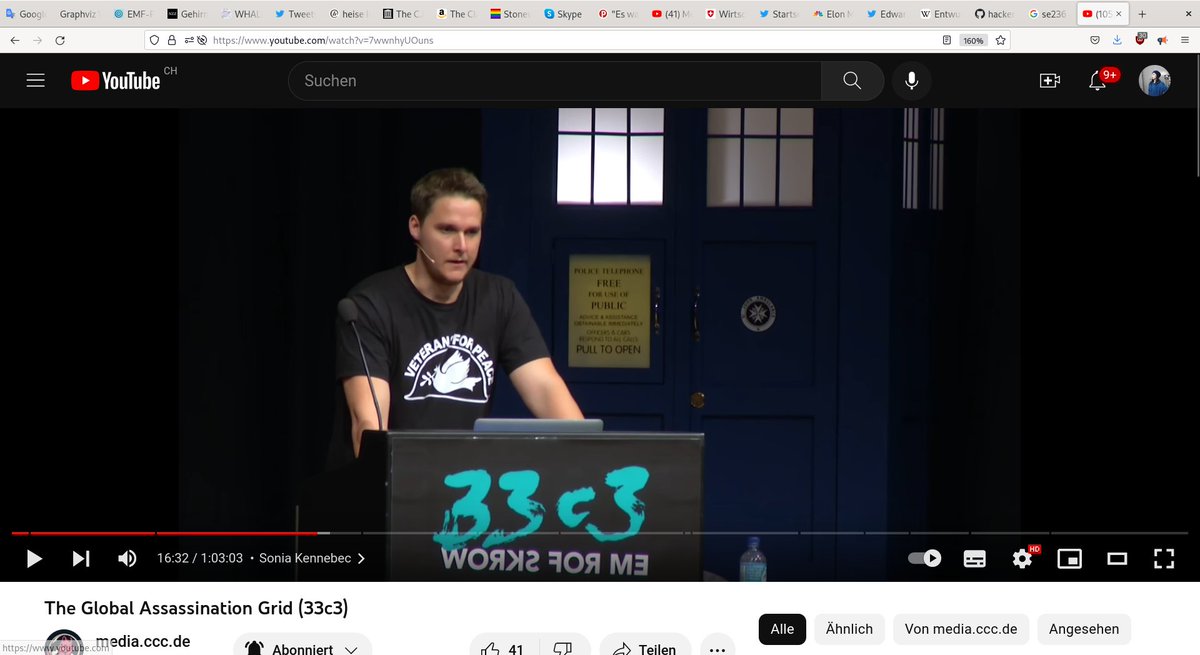 Google
Graphviz
EMF-F
Gehirn
WHAL
Tweet
heise
The C
The Cl
Stones
Skype
"Es w
(41) M
Wirtsc
Starts
Elon M
Edwar
Entwu
hacker
se236
(105
https://www.youtube.com/watch?v=7wwnhyUOuns
160%
30
YouTube CH
Suchen
9+
POLICE TELEPHONE
FREE
FOR USE OF
PUBLIC
ADVICE & ASSISTANCE
OBTAINABLE IMMEDIATELY
OFFICERS & CARS
RESPOND TO ALL CALLS
PULL TO OPEN
VETERAN FOR PEACE
33c3
WORKS FOR ME
16:32 / 1:03:03 • Sonia Kennebec
HD
The Global Assassination Grid (33c3)
media.ccc.de
Abonniert
41
Teilen
Alle
Ähnlich
Von media.ccc.de
Angesehen
https://www.youtube.com